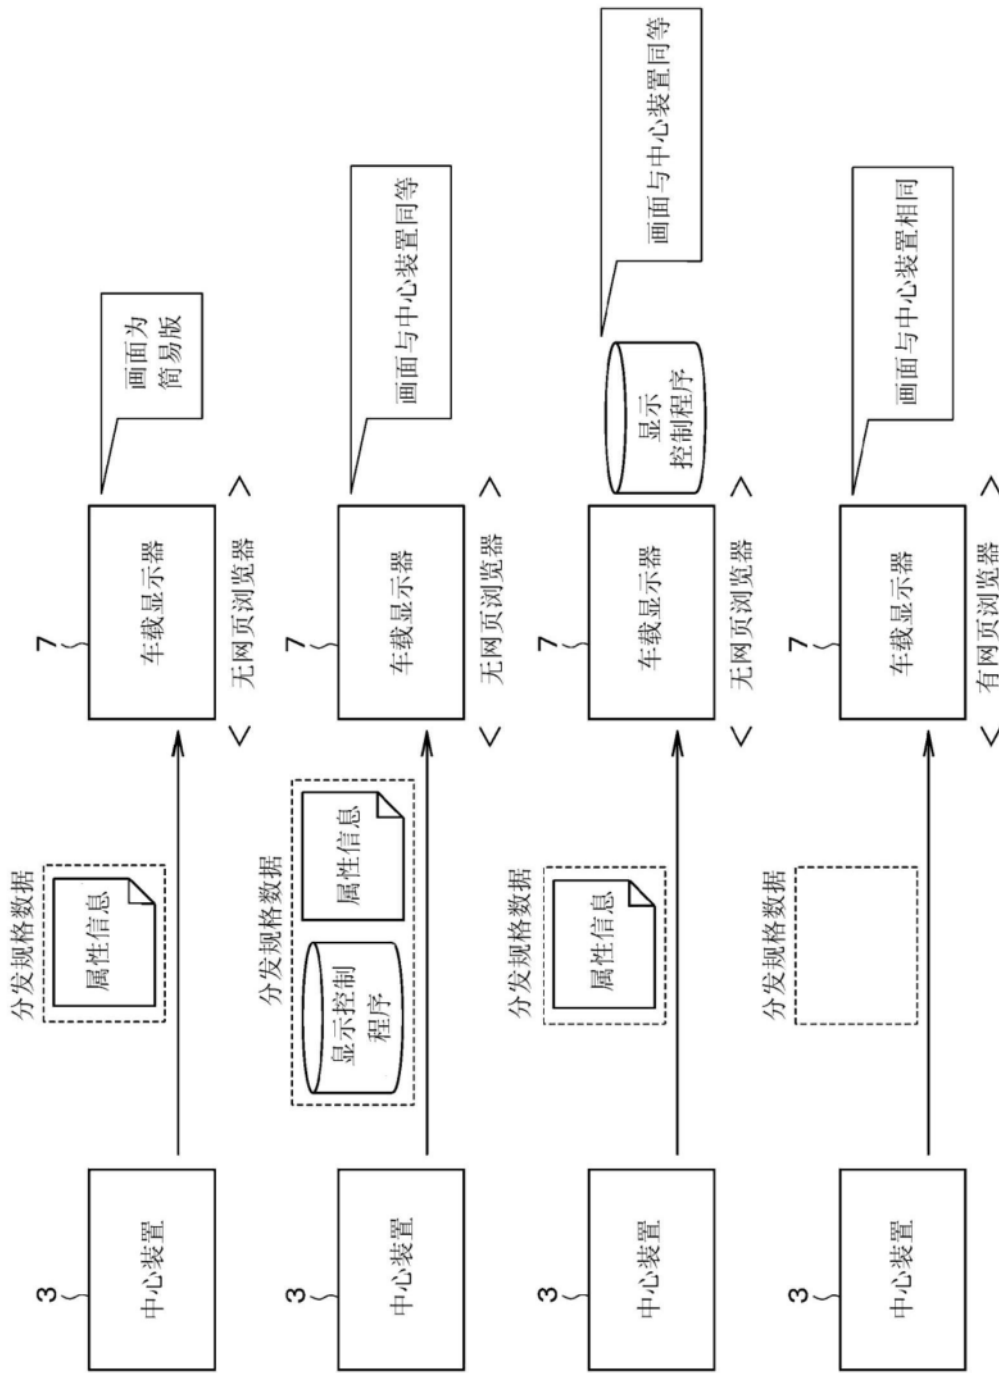 分发规格数据
属性信息
3
中心装置
7
车载显示器
<无网页浏览器>
画面为
简易版
分发规格数据
显示控制
程序
属性信息
3
中心装置
7
车载显示器
<无网页浏览器>
画面与中心装置同等
分发规格数据
属性信息
3
中心装置
7
车载显示器
<无网页浏览器>
显示
控制程序
画面与中心装置同等
分发规格数据
3
中心装置
7
车载显示器
<有网页浏览器>
画面与中心装置相同